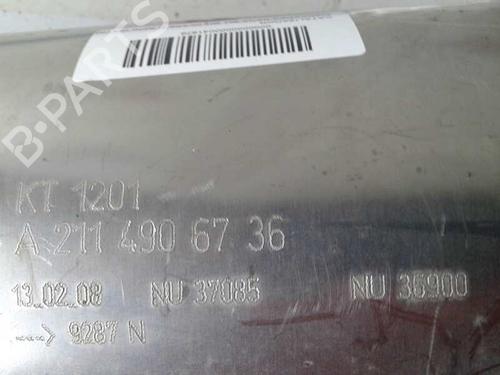 B-PARTS
KT 1201
A 211 490 67 36
13_02_08 NU 37085 NU 36900
--> 9287 N